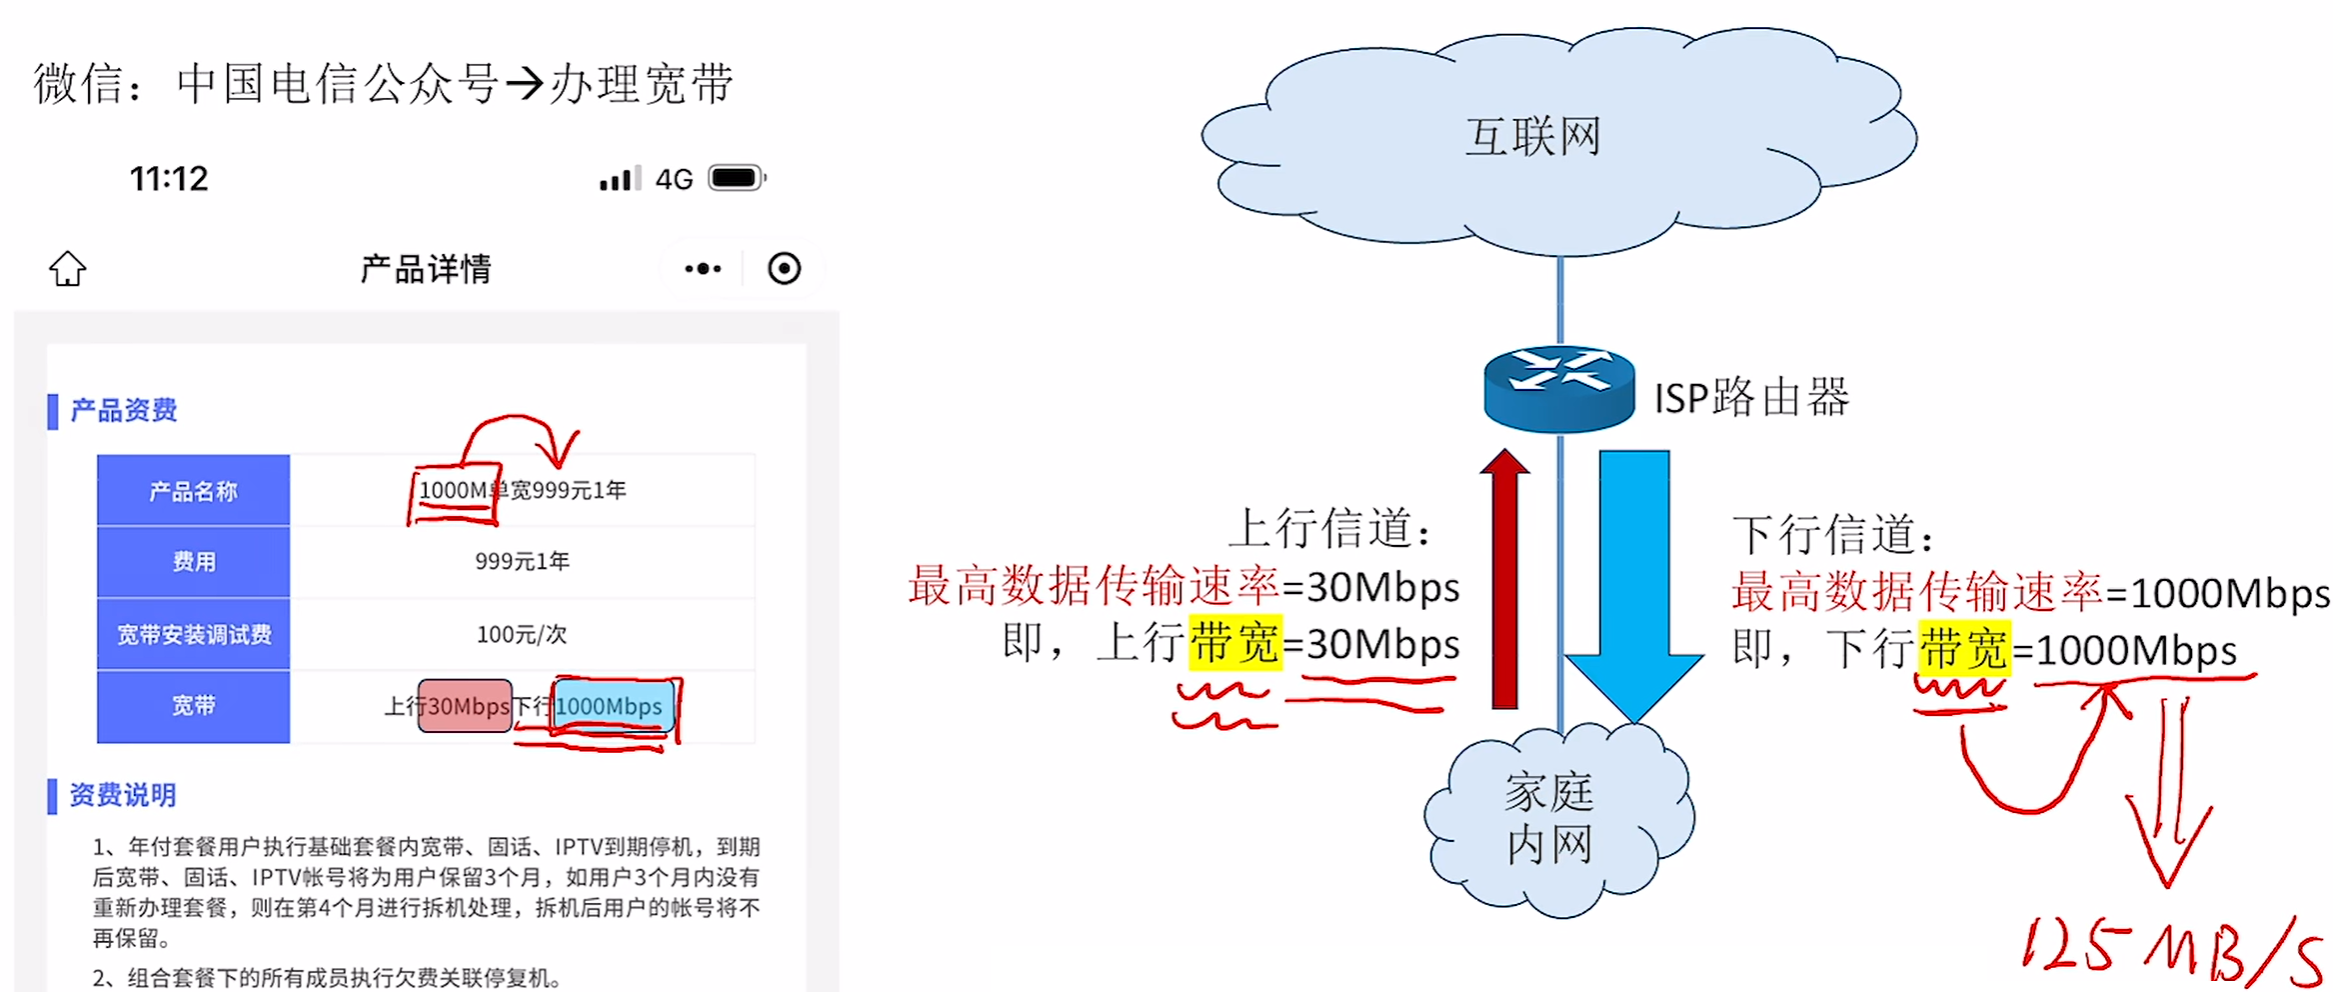 微信：中国电信公众号→办理宽带
11:12
4G
产品详情
产品资费
产品名称
1000M单宽999元1年
费用
999元1年
宽带安装调试费
100元/次
宽带
上行30Mbps下行1000Mbps
资费说明
1、年付套餐用户执行基础套餐内宽带、固话、IPTV到期停机，到期
后宽带、固话、IPTV帐号将为用户保留3个月，如用户3个月内没有
重新办理套餐，则在第4个月进行拆机处理，拆机后用户的帐号将不
再保留。
2、组合套餐下的所有成员执行欠费关联停复机。
互联网
ISP路由器
上行信道：
最高数据传输速率=30Mbps
即，上行带宽=30Mbps
下行信道：
最高数据传输速率=1000Mbps
即，下行带宽=1000Mbps
家庭
内网
125MB/S